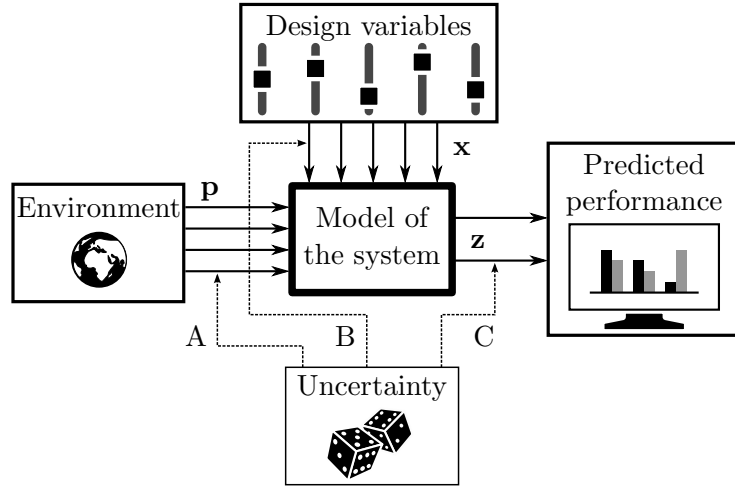 Design variables
x
p
Environment
Model of
the system
z
Predicted
performance
A
B
C
Uncertainty